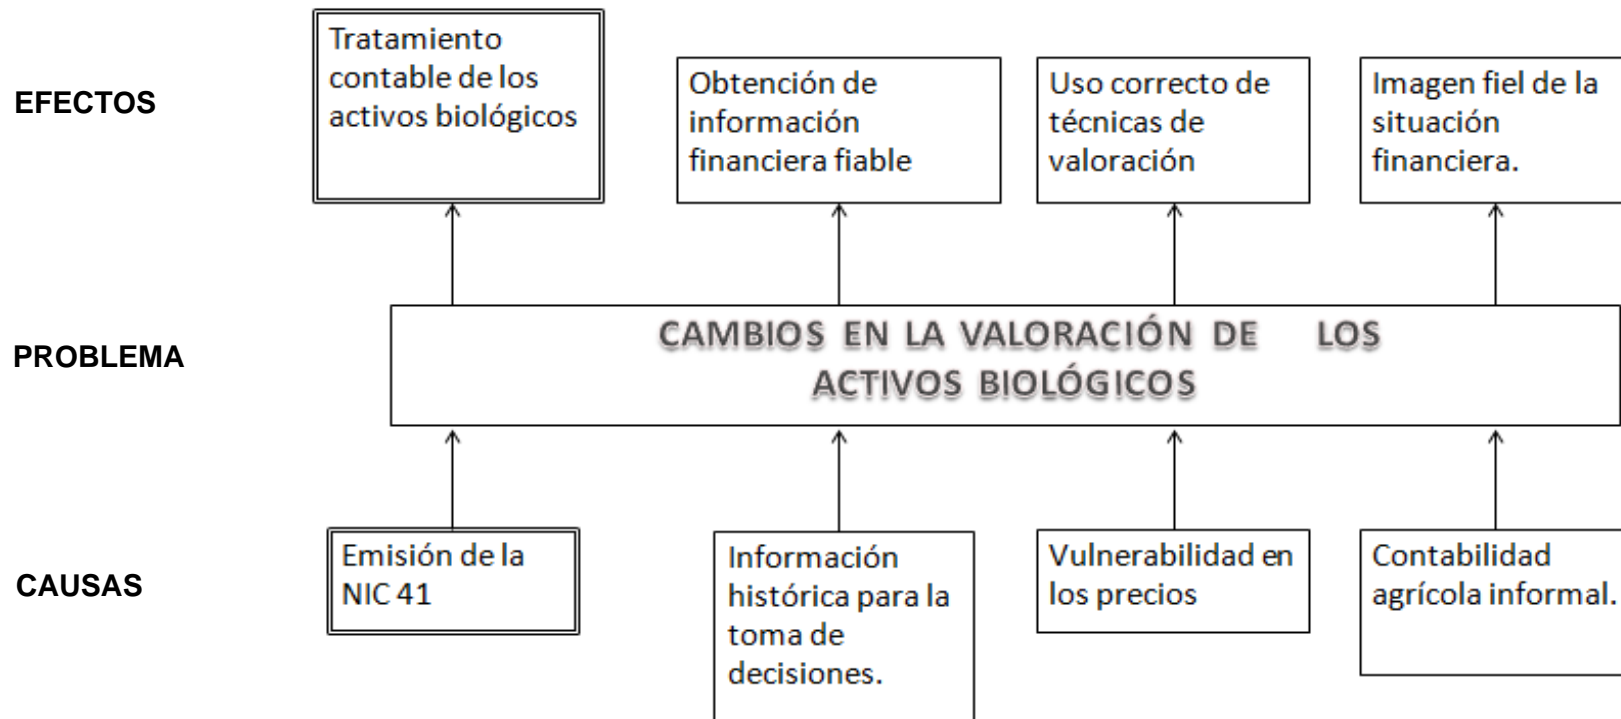 EFECTOS
Tratamiento
contable de los
activos biológicos
Obtención de
información
financiera fiable
Uso correcto de
técnicas de
valoración
Imagen fiel de la
situación
financiera.
PROBLEMA
CAMBIOS EN LA VALORACIÓN DE LOS
ACTIVOS BIOLÓGICOS
CAUSAS
Emisión de la
NIC 41
Información
histórica para la
toma de
decisiones.
Vulnerabilidad en
los precios
Contabilidad
agrícola informal.